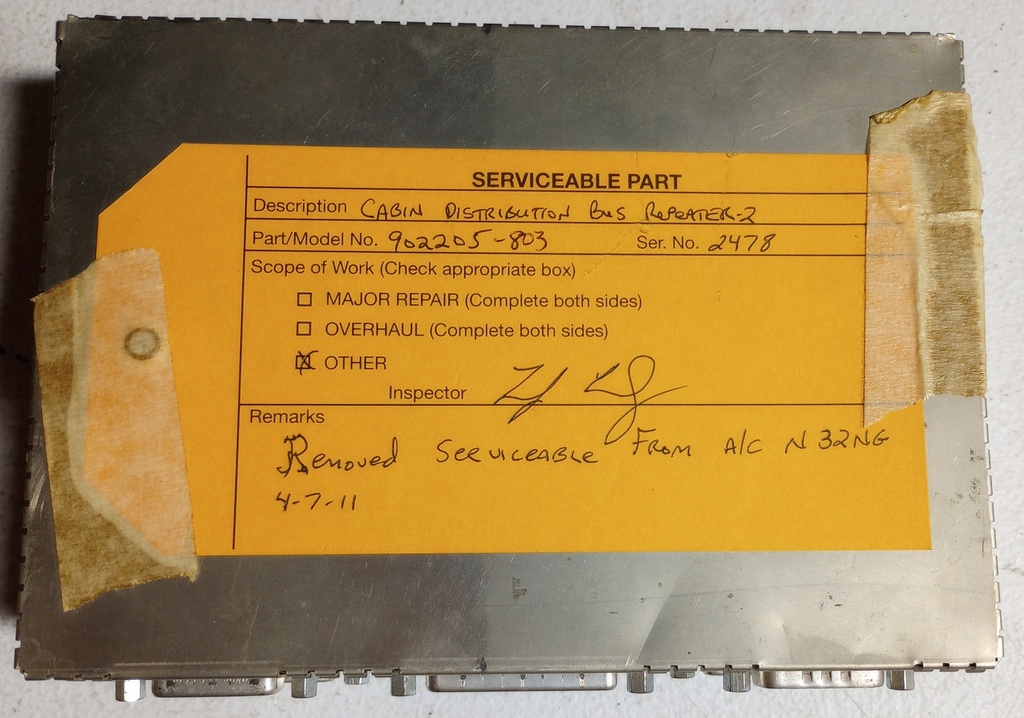 SERVICEABLE PART
Description CABIN DISTRIBUTION BUS REPEATER-2
Part/Model No. 902205-803 Ser. No. 2478
Scope of Work (Check appropriate box)
MAJOR REPAIR (Complete both sides)
OVERHAUL (Complete both sides)
OTHER
Inspector
Remarks
Removed SERVICEABLE FROM A/C N32NG
4-7-11